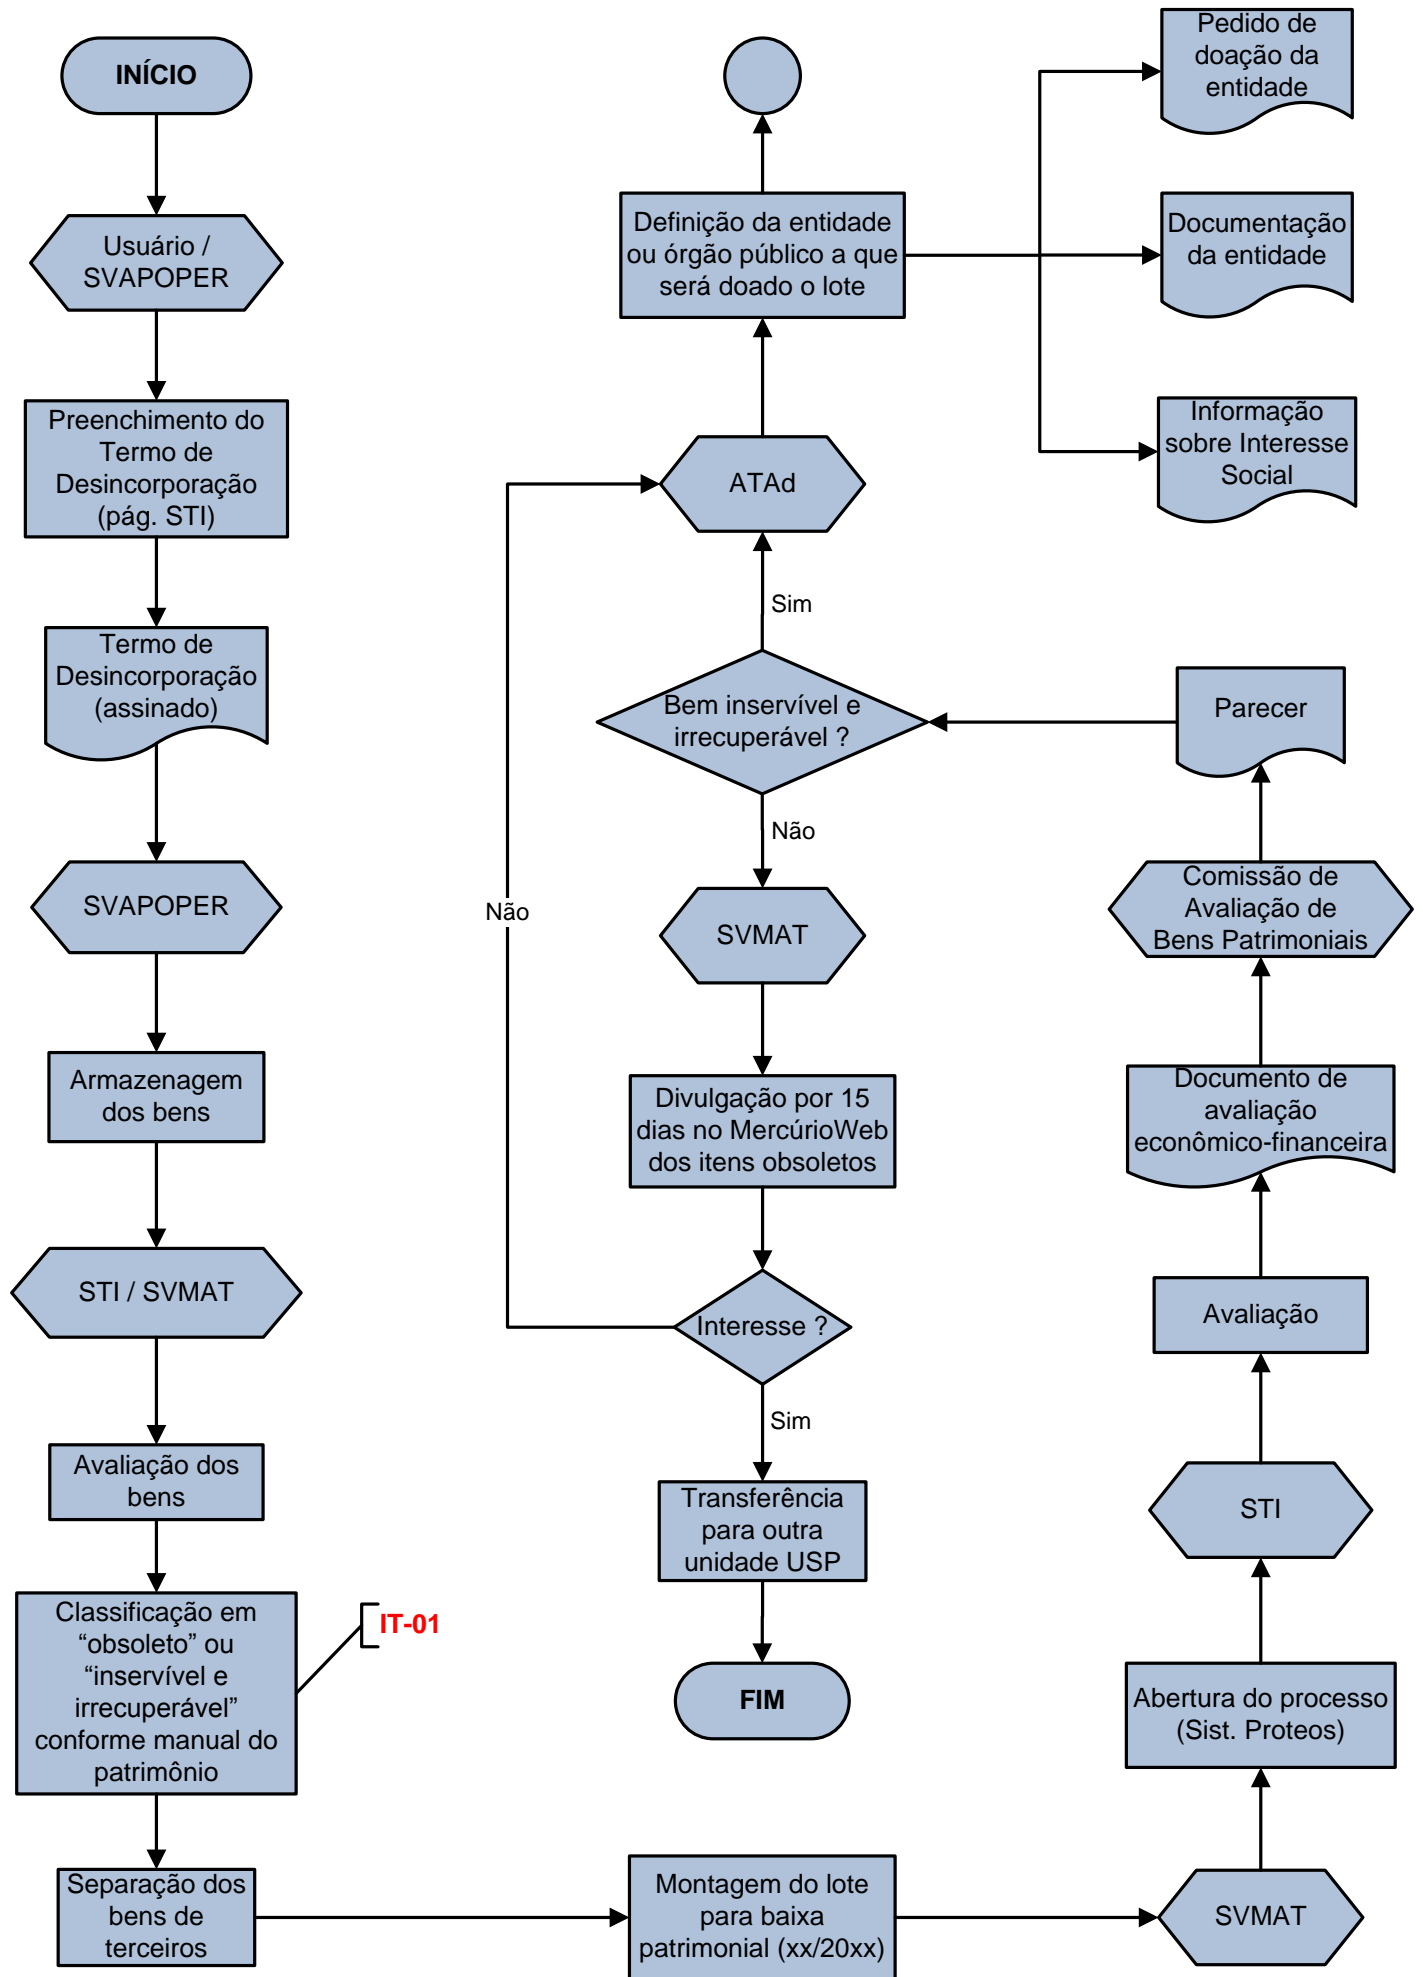 INÍCIO
Usuário /
SVAPOPER
Preenchimento do
Termo de
Desincorporação
(pág. STI)
Termo de
Desincorporação
(assinado)
SVAPOPER
Armazenagem
dos bens
STI / SVMAT
Avaliação dos
bens
Classificação em
“obsoleto” ou
“inservível e
irrecuperável”
conforme manual do
patrimônio
IT-01
Separação dos
bens de
terceiros
Montagem do lote
para baixa
patrimonial (xx/20xx)
SVMAT
Abertura do processo
(Sist. Proteos)
STI
Avaliação
Documento de
avaliação
econômico-financeira
Comissão de
Avaliação de
Bens Patrimoniais
Parecer
Bem inservível e
irrecuperável ?
Sim
Não
SVMAT
Divulgação por 15
dias no MercúrioWeb
dos itens obsoletos
Interesse ?
Não
Sim
Transferência
para outra
unidade USP
FIM
ATAd
Definição da entidade
ou órgão público a que
será doado o lote
Pedido de
doação da
entidade
Documentação
da entidade
Informação
sobre Interesse
Social